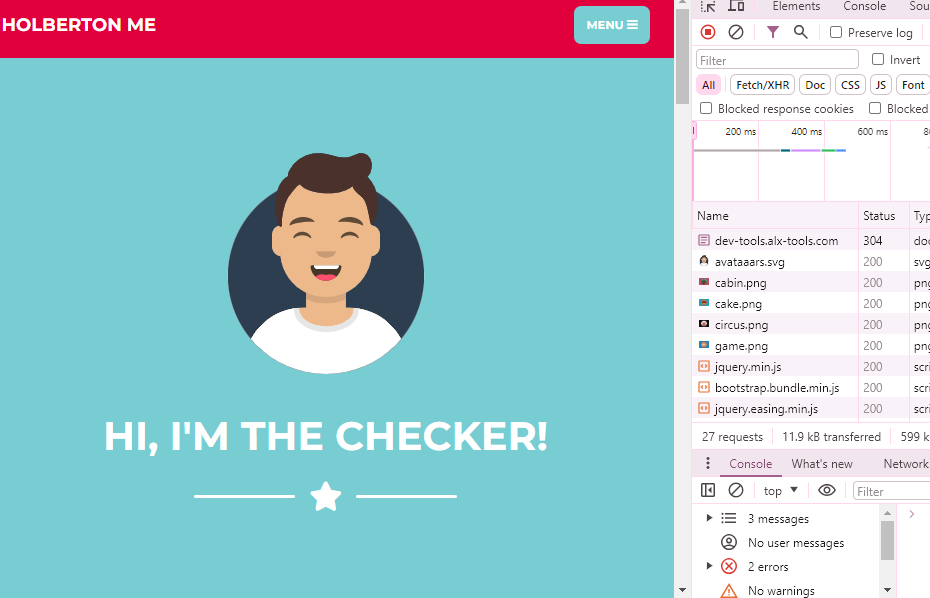 HOLBERTON ME
MENU
HI, I'M THE CHECKER!
Elements Console Sou
Preserve log
Filter
Invert
All Fetch/XHR Doc CSS JS Font
Blocked response cookies Blocked
200 ms 400 ms 600 ms 8
Name Status Typ
dev-tools.alx-tools.com 304 doc
avataaars.svg 200 svg
cabin.png 200 png
cake.png 200 png
circus.png 200 png
game.png 200 png
jquery.min.js 200 scri
bootstrap.bundle.min.js 200 scri
jquery.easing.min.js 200 scri
27 requests 11.9 kB transferred 599 k
Console What's new Network
top Filter
3 messages
No user messages
2 errors
No warnings